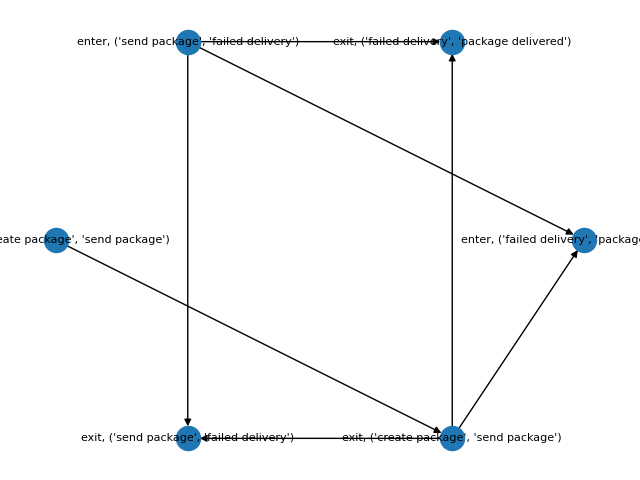 enter, ('send package', 'failed delivery')
exit, ('failed delivery', 'package delivered')
package', 'send package')
enter, ('failed delivery', 'package
exit, ('send package', 'failed delivery')
exit, ('create package', 'send package')